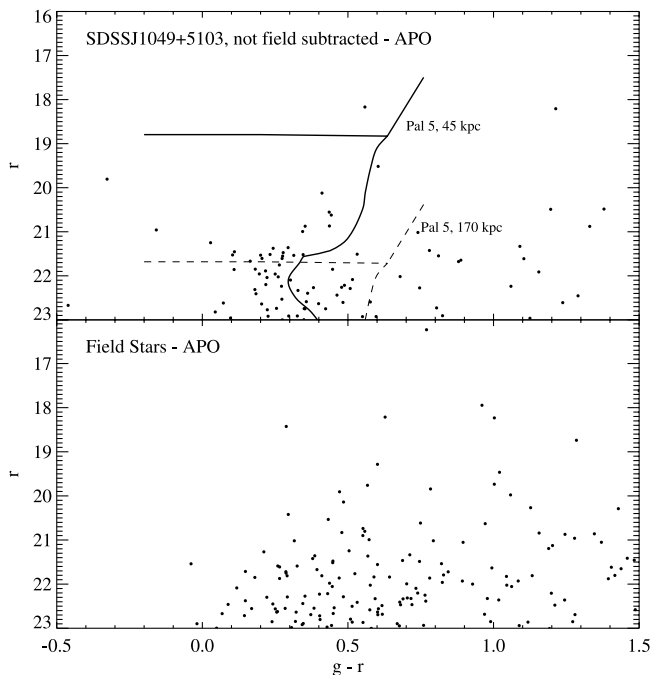 16
SDSSJ1049+5103, not field subtracted - APO
17
18
Pal 5, 45 kpc
19
r
20
Pal 5, 170 kpc
21
22
23
Field Stars - APO
17
18
19
r
20
21
22
23
-0.5 0.0 0.5 1.0 1.5
g - r